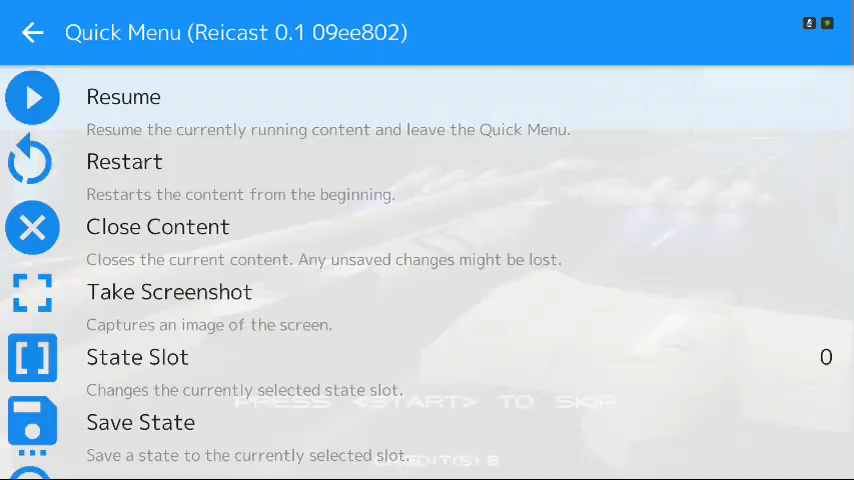 Quick Menu (Reicast 0.1 09ee802)
Resume
Resume the currently running content and leave the Quick Menu.
Restart
Restarts the content from the beginning.
Close Content
Closes the current content. Any unsaved changes might be lost.
Take Screenshot
Captures an image of the screen.
State Slot
0
Changes the currently selected state slot.
PRESS <START> TO SKIP
Save State
Save a state to the currently selected slot.
CREDIT(S) 8